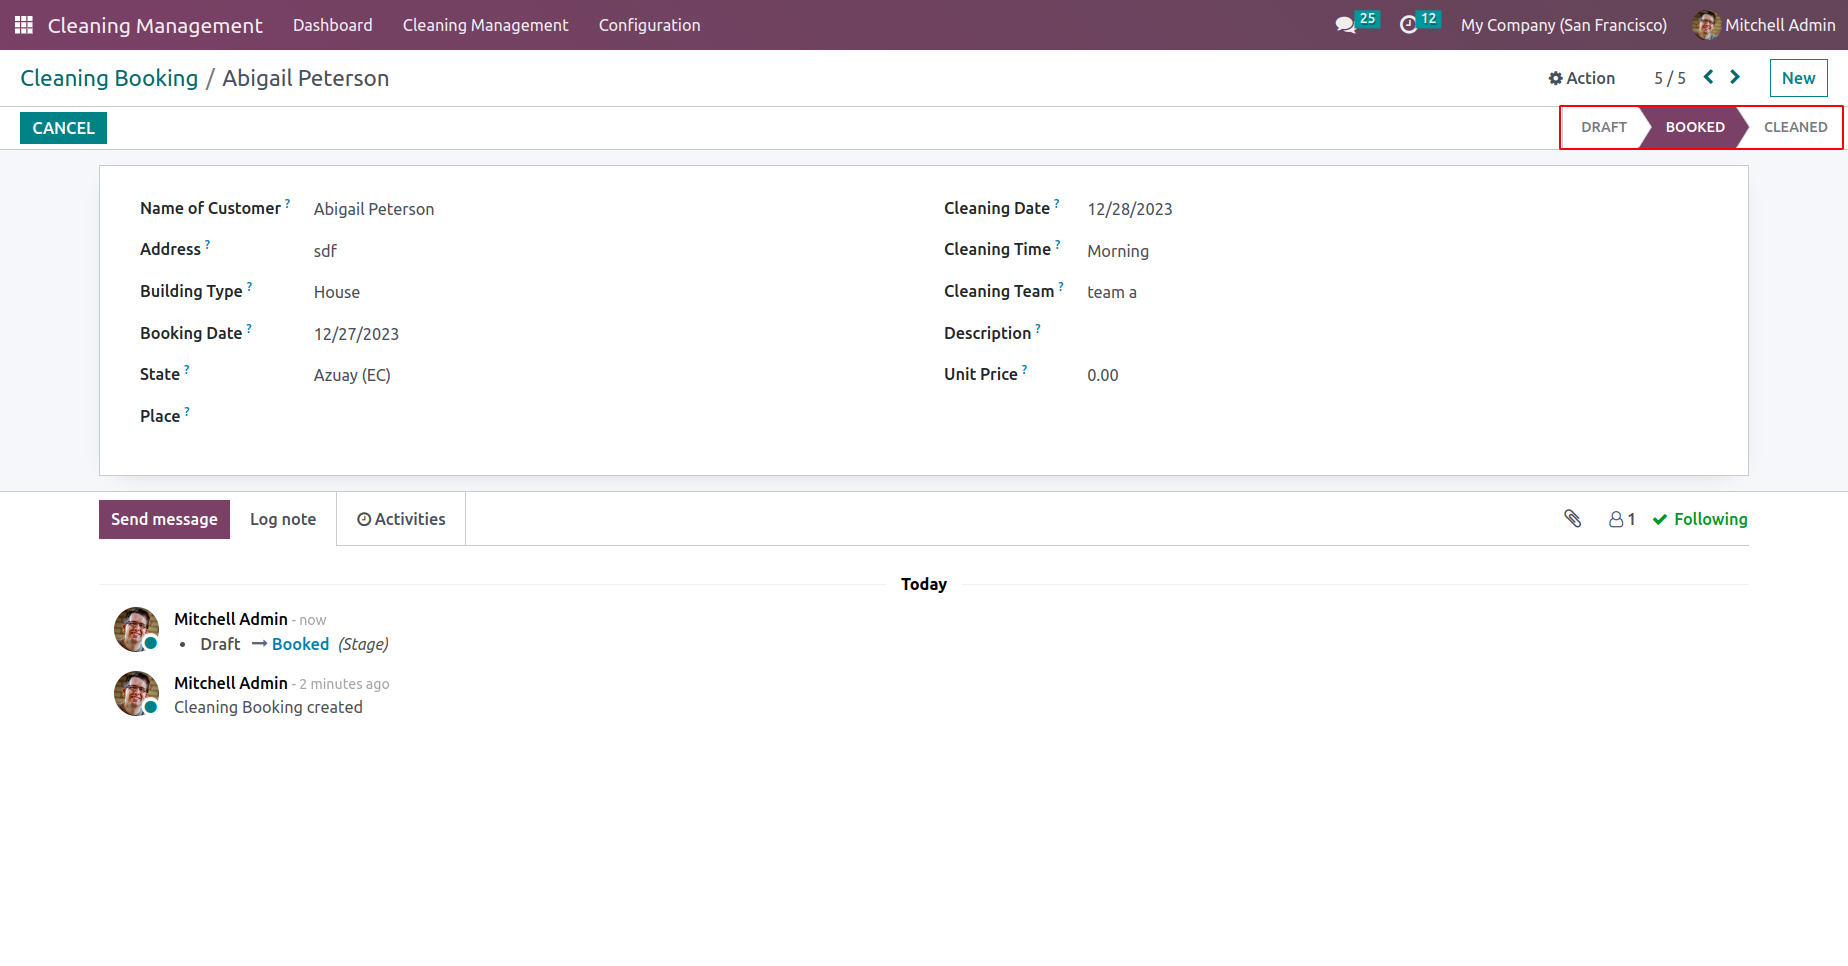 Cleaning Management Dashboard Cleaning Management Configuration 25 12 My Company (San Francisco) Mitchell Admin
Cleaning Booking / Abigail Peterson Action 5 / 5 New
CANCEL DRAFT BOOKED CLEANED
Name of Customer ? Abigail Peterson Cleaning Date ? 12/28/2023
Address ? sdf Cleaning Time ? Morning
Building Type ? House Cleaning Team ? team a
Booking Date ? 12/27/2023 Description ?
State ? Azuay (EC) Unit Price ? 0.00
Place ?
Send message Log note Activities 1 Following
Today
Mitchell Admin - now
• Draft → Booked (Stage)
Mitchell Admin - 2 minutes ago
Cleaning Booking created